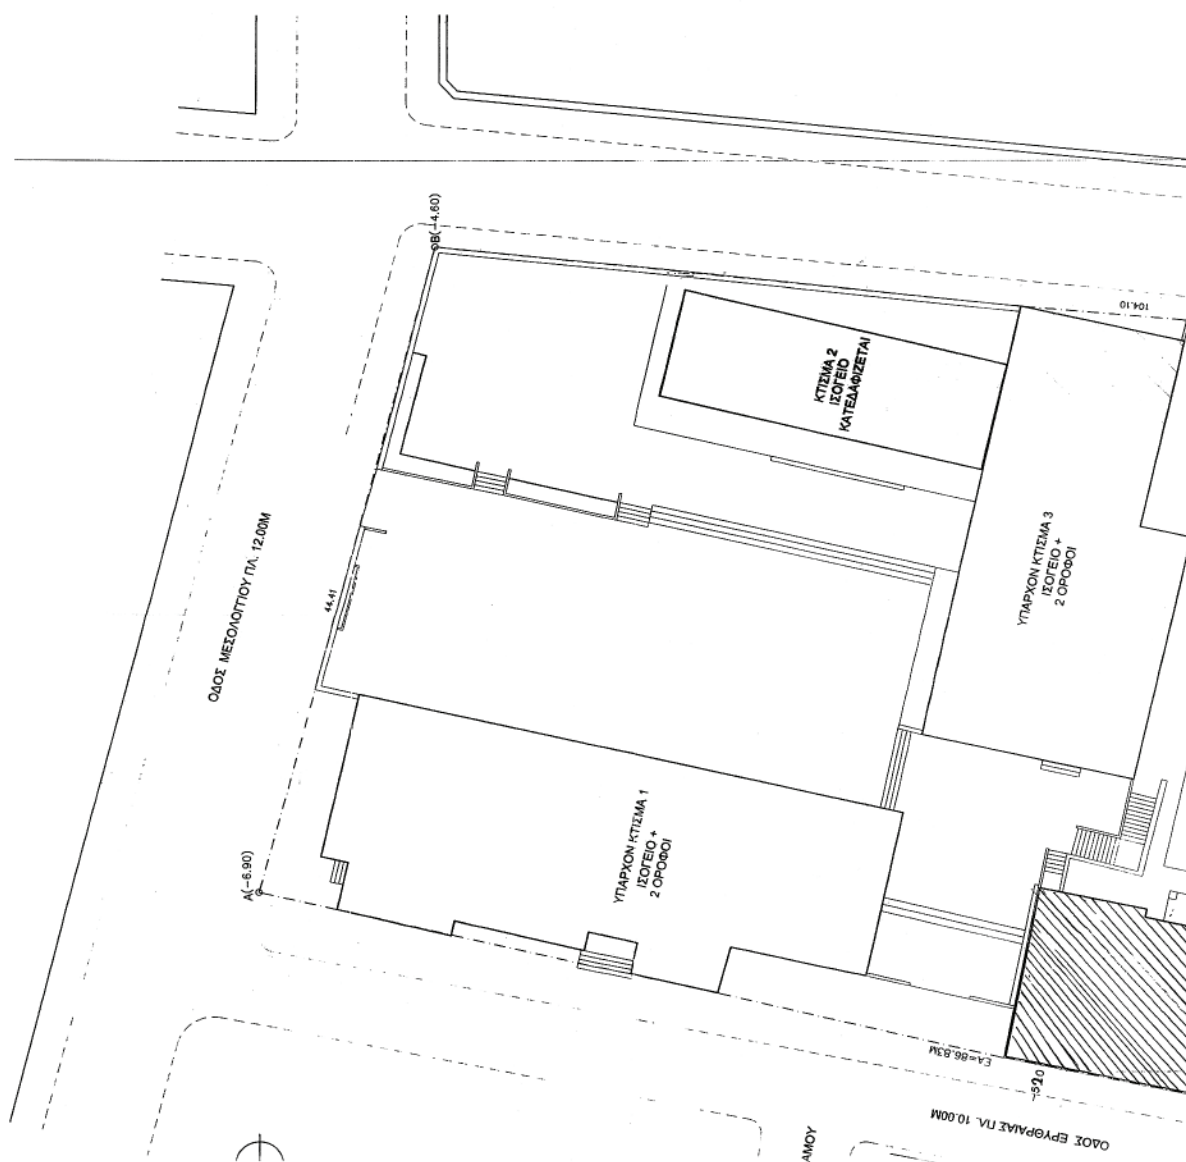 B(-4.60)
104.10
ΚΤΙΣΜΑ 2
ΙΣΟΓΕΙΟ
ΚΑΤΕΔΑΦΙΖΕΤΑΙ
ΟΔΟΣ ΜΕΣΟΛΟΓΓΙΟΥ ΠΛ. 12.00Μ
44.41
ΥΠΑΡΧΟΝ ΚΤΙΣΜΑ 3
ΙΣΟΓΕΙΟ +
2 ΟΡΟΦΟΙ
ΥΠΑΡΧΟΝ ΚΤΙΣΜΑ 1
ΙΣΟΓΕΙΟ +
2 ΟΡΟΦΟΙ
A(-6.90)
ΕΑ=86.83Μ
-5.20
ΟΔΟΣ ΕΡΥΘΡΑΙΑΣ ΠΛ. 10.00Μ
ΑΜΟΥ